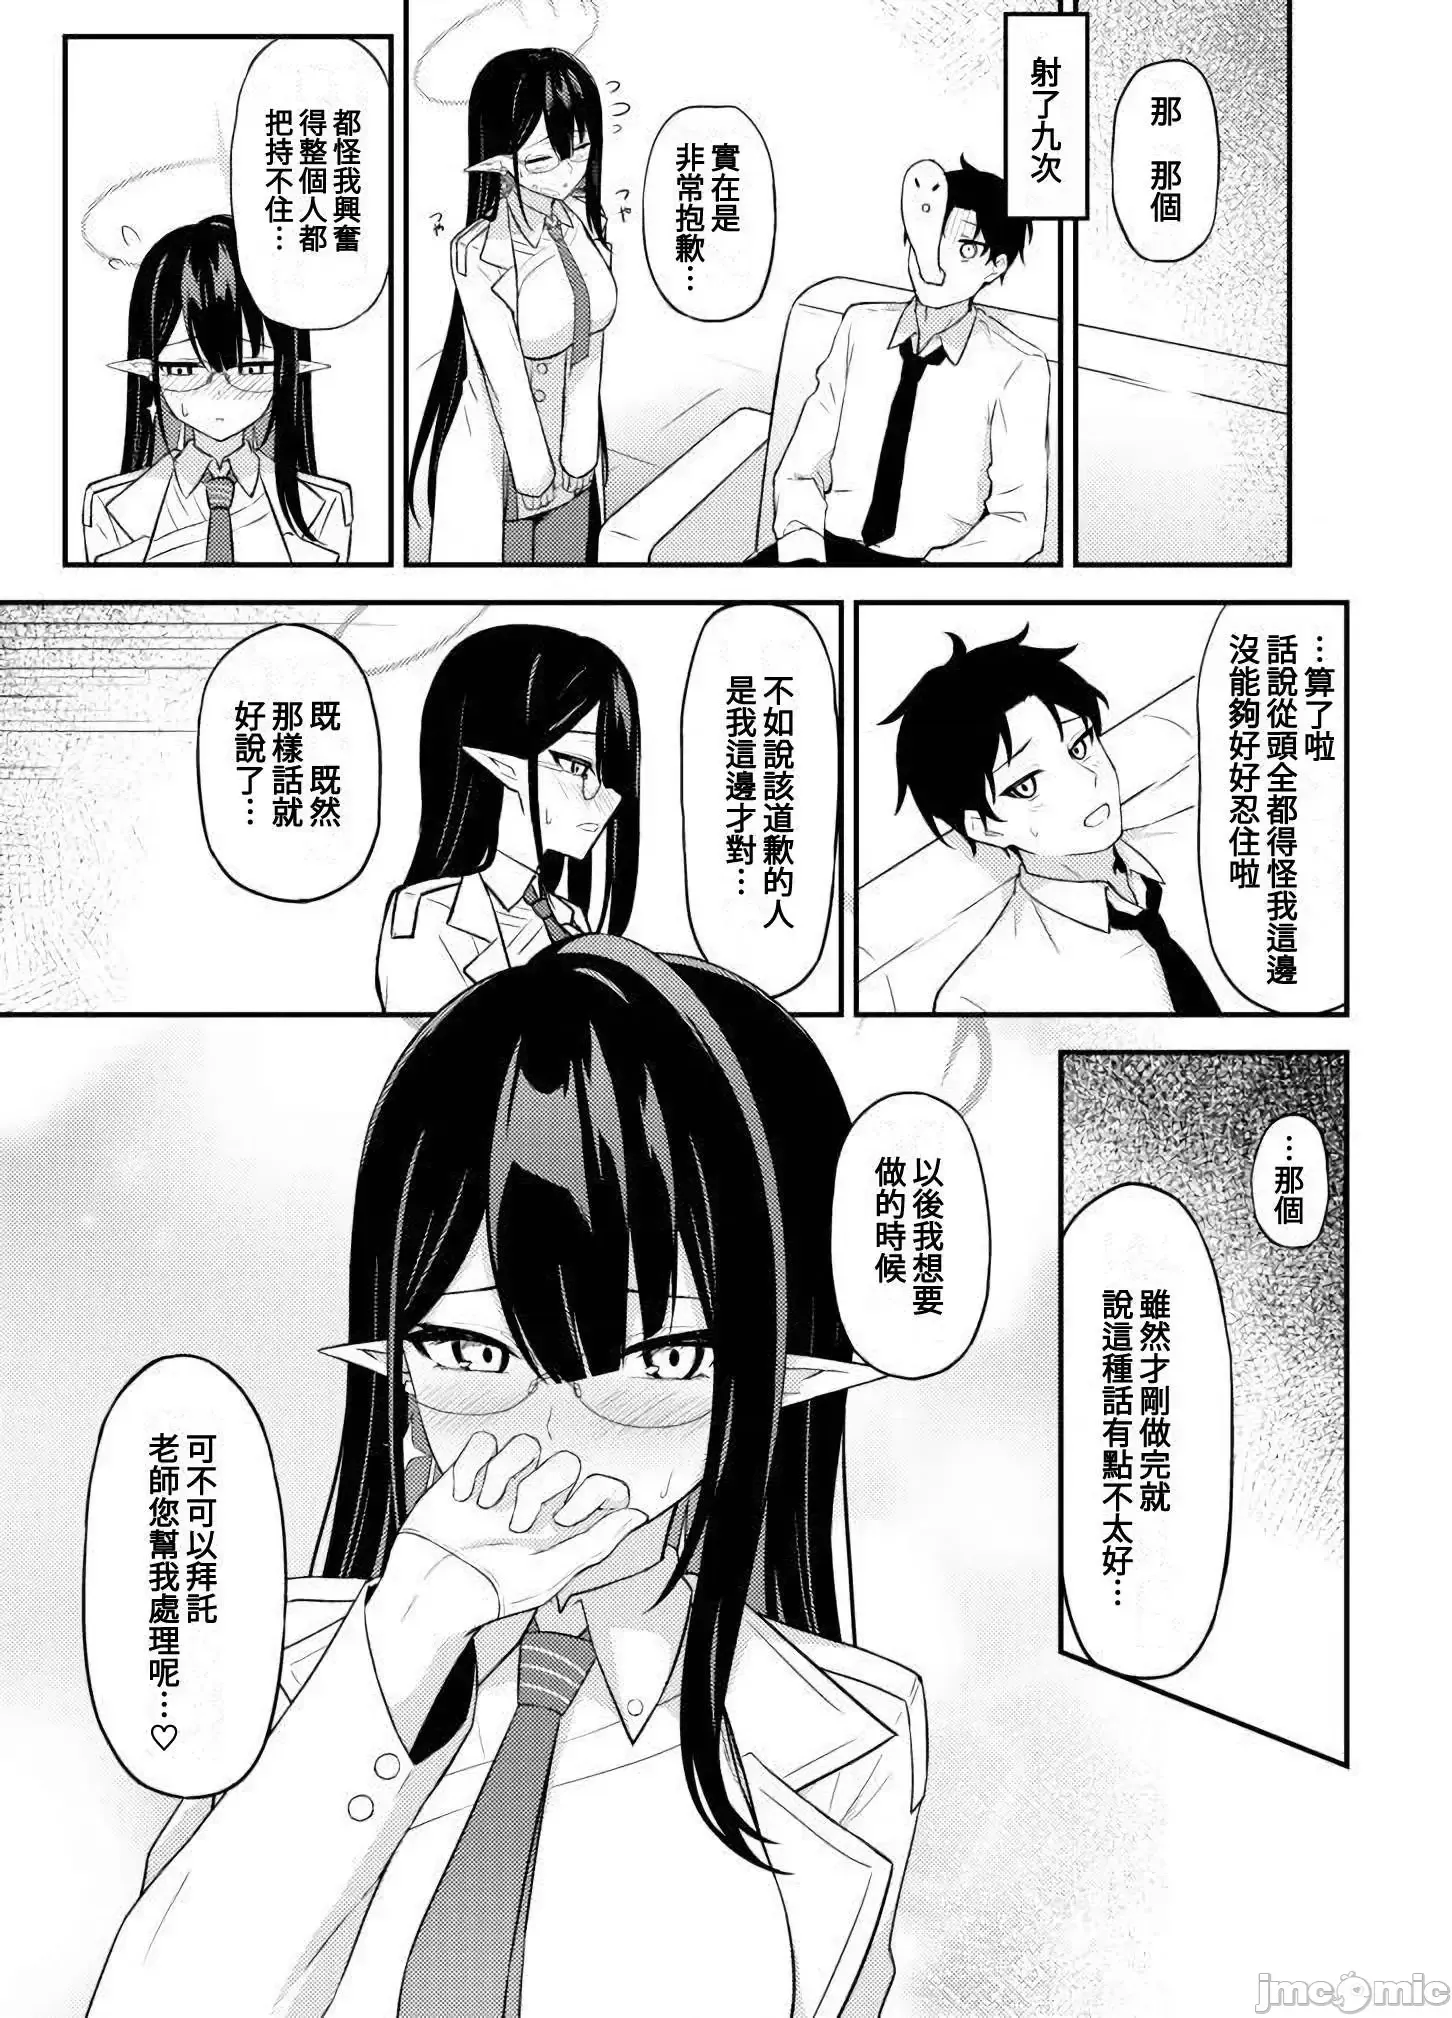 那 那個
射了九次
實在是
非常抱歉…
つや
つや
都怪我興奮
得整個人都
把持不住…
…算了啦
話說從頭全都得怪我這邊
沒能夠好好忍住啦
不如說該道歉的人
是我這邊才對…
既 既然
那樣話就
好說了…
…那個
雖然才剛做完就
說這種話有點不太好…
以後我想要
做的時候
可不可以拜託
老師您幫我處理呢…♡
jmcomic